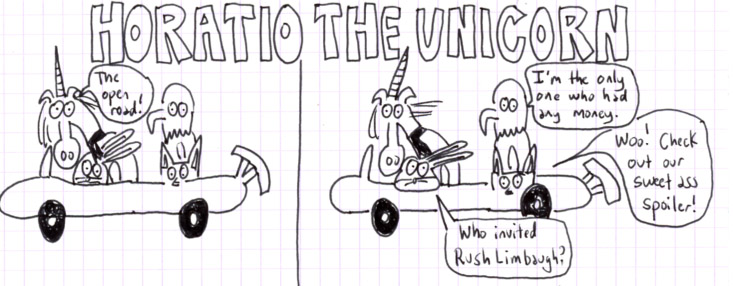 HORATIO THE UNICORN
The
open
road!
I'm the only
one who had
any money.
Woo! Check
out our
sweet ass
spoiler!
Who invited
Rush Limbaugh?